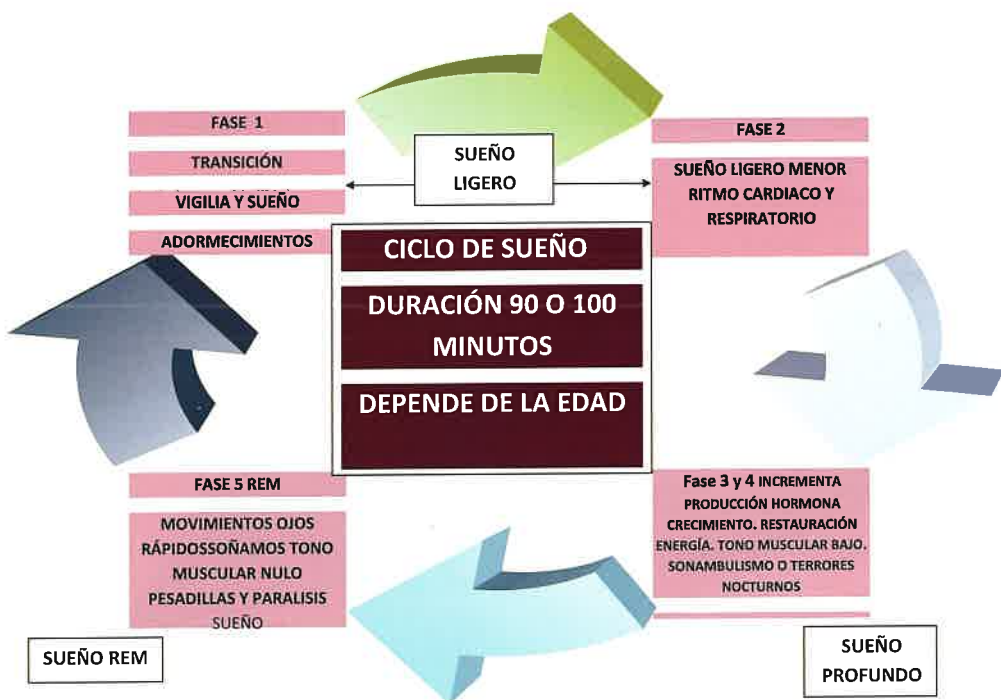 FASE 1
TRANSICIÓN
VIGILIA Y SUEÑO
ADORMECIMIENTOS
SUEÑO
LIGERO
FASE 2
SUEÑO LIGERO MENOR
RITMO CARDIACO Y
RESPIRATORIO
CICLO DE SUEÑO
DURACIÓN 90 O 100
MINUTOS
DEPENDE DE LA EDAD
FASE 5 REM
MOVIMIENTOS OJOS
RÁPIDOSSOÑAMOS TONO
MUSCULAR NULO
PESADILLAS Y PARALISIS
SUEÑO
Fase 3 y 4 INCREMENTA
PRODUCCIÓN HORMONA
CRECIMIENTO. RESTAURACIÓN
ENERGÍA. TONO MUSCULAR BAJO.
SONAMBULISMO O TERRORES
NOCTURNOS
SUEÑO REM
SUEÑO
PROFUNDO